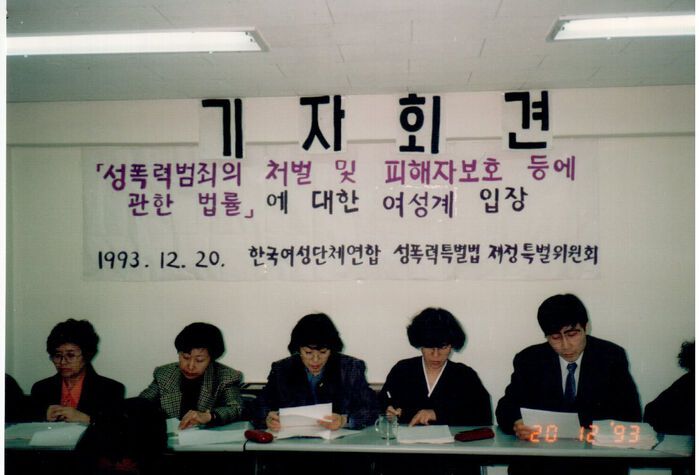 기자회견
「성폭력범죄의 처벌 및 피해자보호 등에
관한 법률」에 대한 여성계 입장
1993. 12. 20. 한국여성단체연합 성폭력특별법 제정특별위원회
20 12 '93